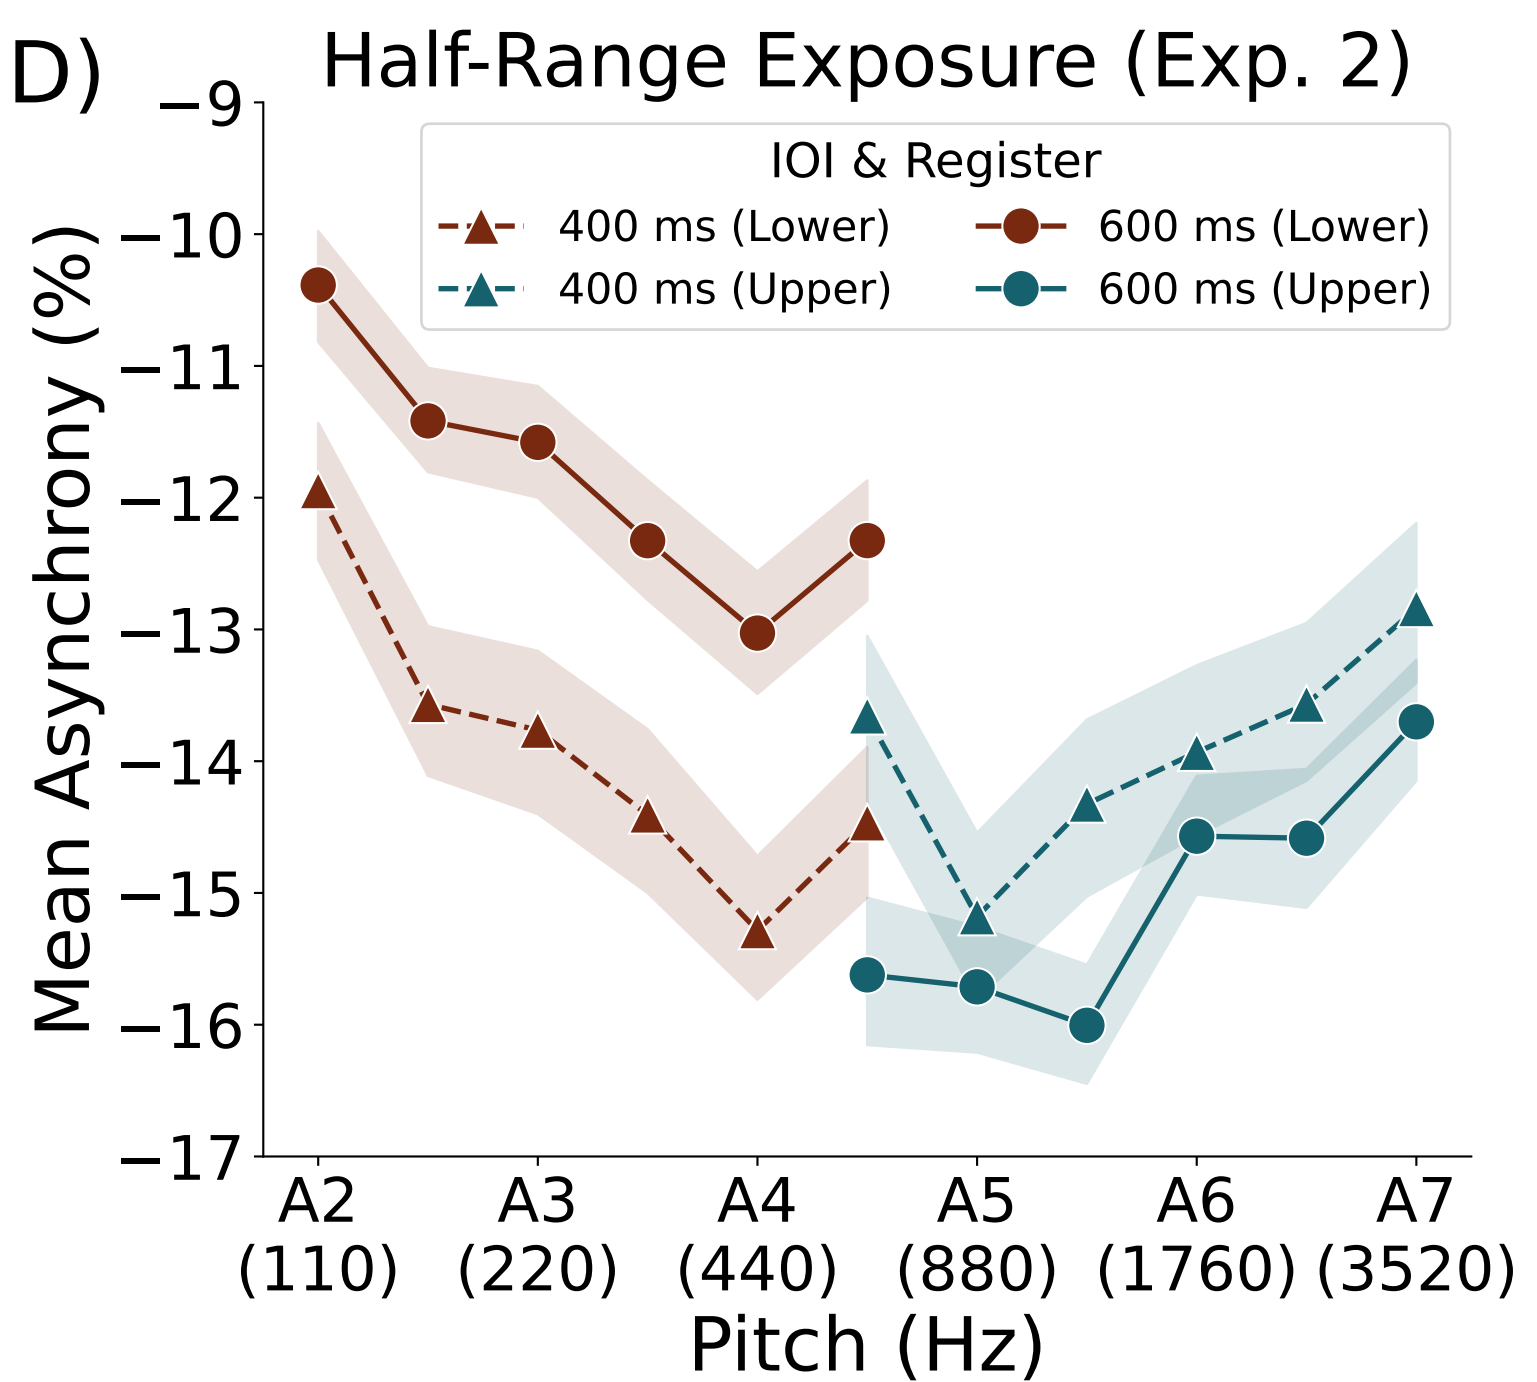 D)
Half-Range Exposure (Exp. 2)
IOI & Register
400 ms (Lower)
600 ms (Lower)
400 ms (Upper)
600 ms (Upper)
Mean Asynchrony (%)
−9
−10
−11
−12
−13
−14
−15
−16
−17
A2 A3 A4 A5 A6 A7
(110) (220) (440) (880) (1760) (3520)
Pitch (Hz)